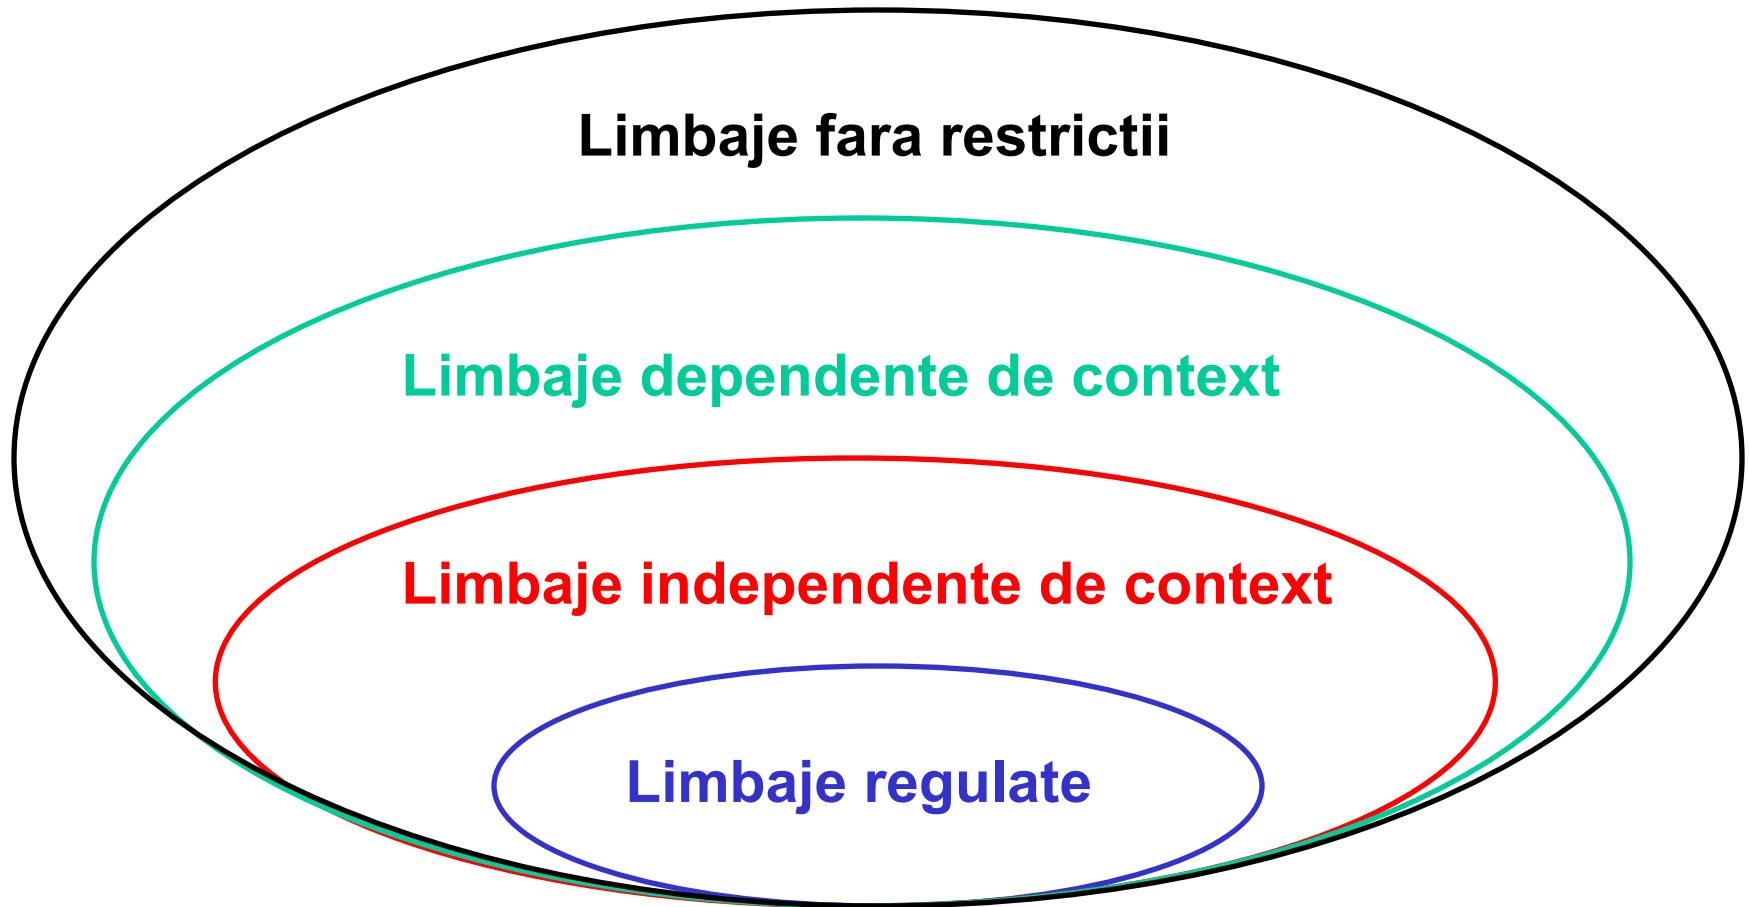 Limbaje fara restrictii
Limbaje dependente de context
Limbaje independente de context
Limbaje regulate